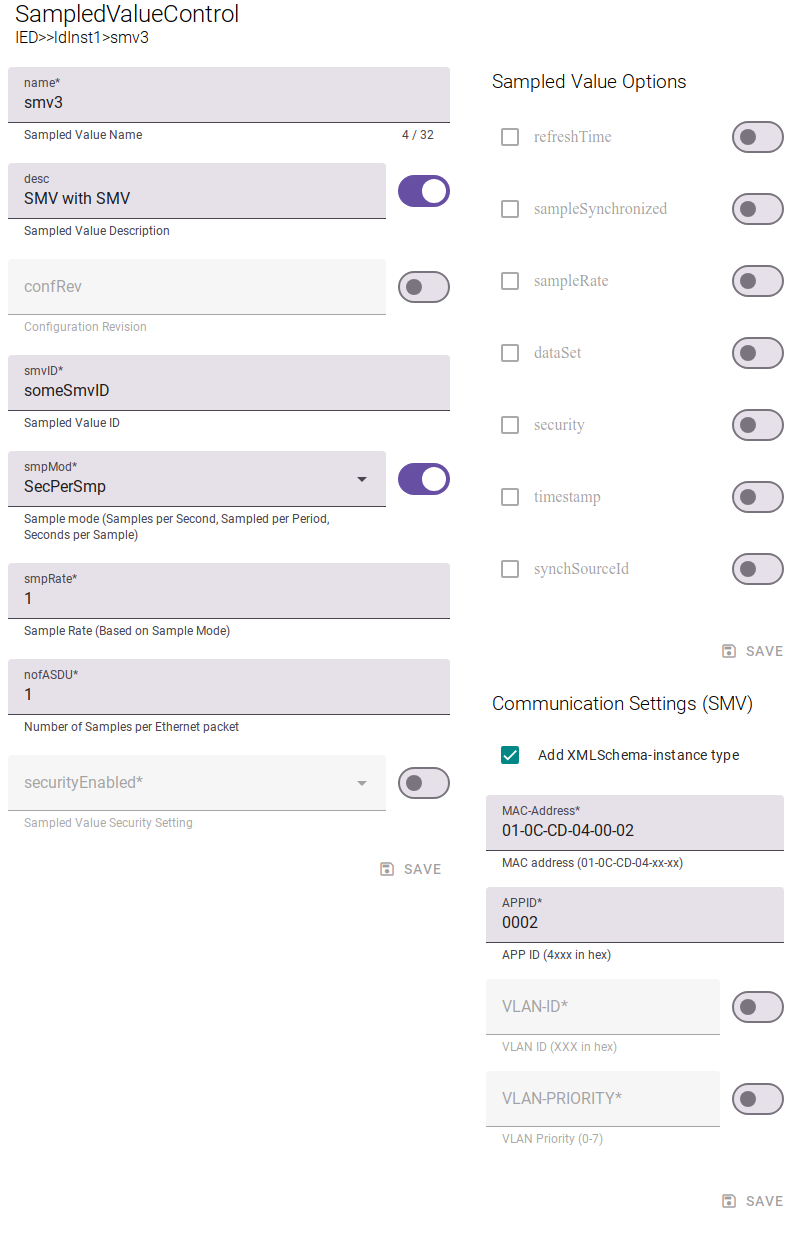 SampledValueControl
IED>>ldInst1>smv3
name*
smv3
Sampled Value Name
4 / 32
desc
SMV with SMV
Sampled Value Description
confRev
Configuration Revision
smvID*
someSmvID
Sampled Value ID
smpMod*
SecPerSmp
Sample mode (Samples per Second, Sampled per Period,
Seconds per Sample)
smpRate*
1
Sample Rate (Based on Sample Mode)
nofASDU*
1
Number of Samples per Ethernet packet
securityEnabled*
Sampled Value Security Setting
SAVE
Sampled Value Options
refreshTime
sampleSynchronized
sampleRate
dataSet
security
timestamp
synchSourceId
SAVE
Communication Settings (SMV)
Add XMLSchema-instance type
MAC-Address*
01-0C-CD-04-00-02
MAC address (01-0C-CD-04-xx-xx)
APPID*
0002
APP ID (4xxx in hex)
VLAN-ID*
VLAN ID (XXX in hex)
VLAN-PRIORITY*
VLAN Priority (0-7)
SAVE